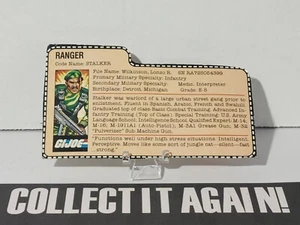 RANGER
Code Name: STALKER
File Name: Wilkinson, Lonzo R. SN RA725004399
Primary Military Specialty: Infantry
Secondary Military Specialty: Medic, Interpreter
Birthplace: Detroit, Michigan Grade: E-5
Stalker was warlord of a large urban street gang prior to
enlistment. Fluent in Spanish, Arabic, French and Swahili.
Graduated top of class Basic Combat Training. Advanced In-
fantry Training (Top of Class). Special Training: U.S. Army
Language School, Intelligence School. Qualified Expert: M-14,
M-16; M-1911A1 (Auto-Pistol); M-3A1 Grease Gun; M-32
"Pulverizer" Sub-Machine Gun.
"Functions well under high stress situations. Intelligent.
Perceptive. Moves like some sort of jungle cat—silent, fast
strong".
G.I.JOE
COLLECT IT AGAIN!